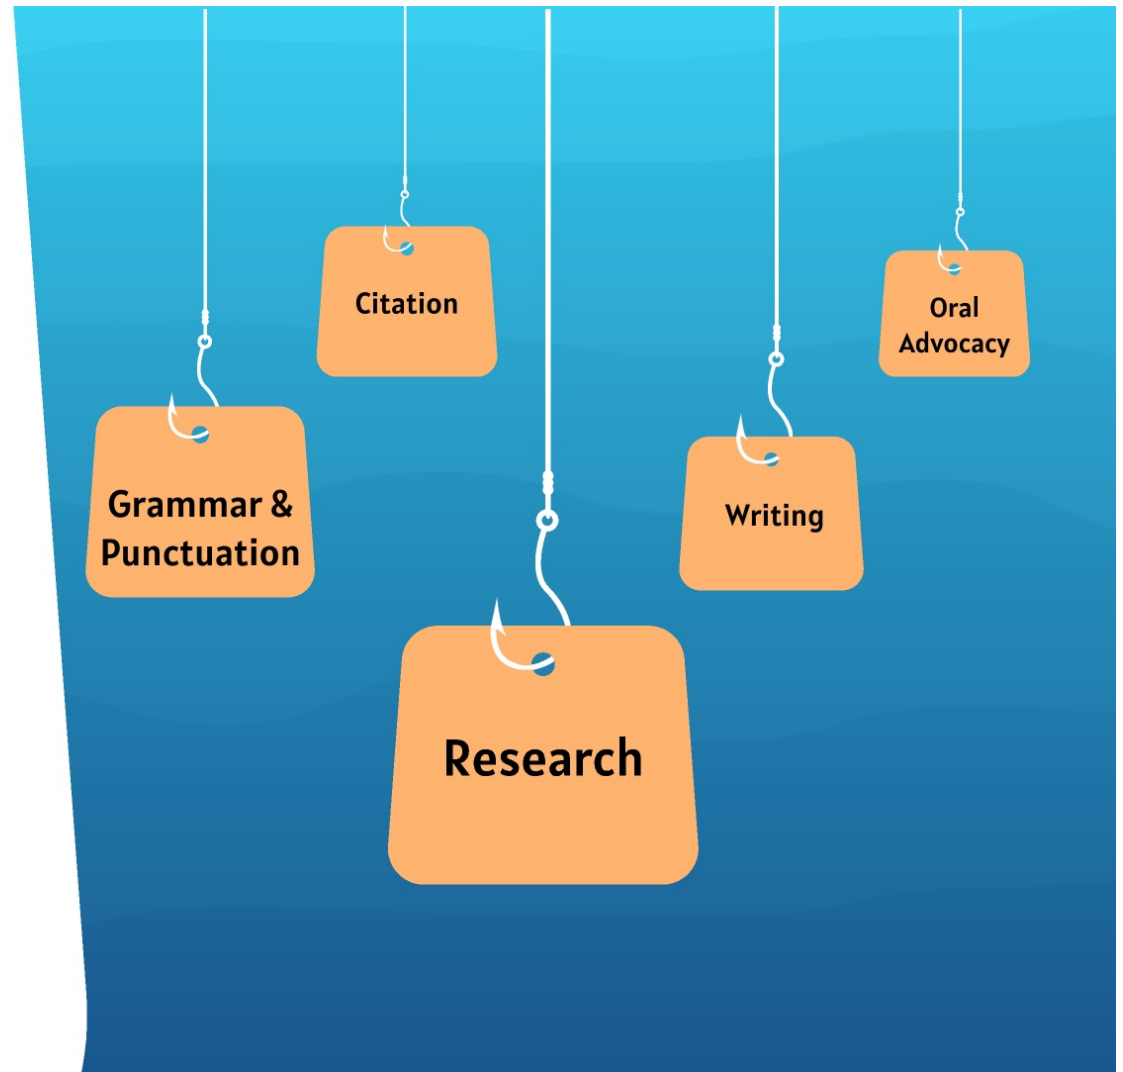 Citation
Oral
Advocacy
Grammar &
Punctuation
Writing
Research